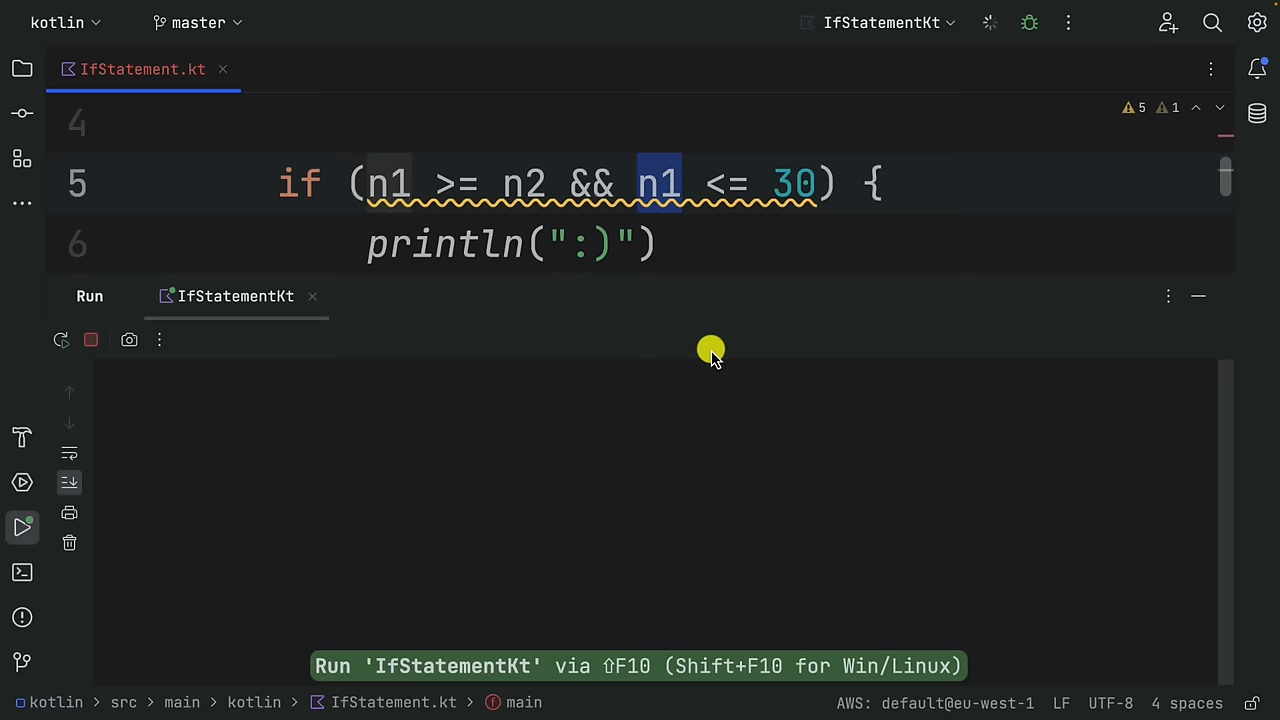 kotlin master IfStatementKt
IfStatement.kt
4 5 1
5 if (n1 >= n2 && n1 <= 30) {
6 println(":)")
Run IfStatementKt
Run 'IfStatementKt' via ⇧F10 (Shift+F10 for Win/Linux)
kotlin > src > main > kotlin > IfStatement.kt > main AWS: default@eu-west-1 LF UTF-8 4 spaces